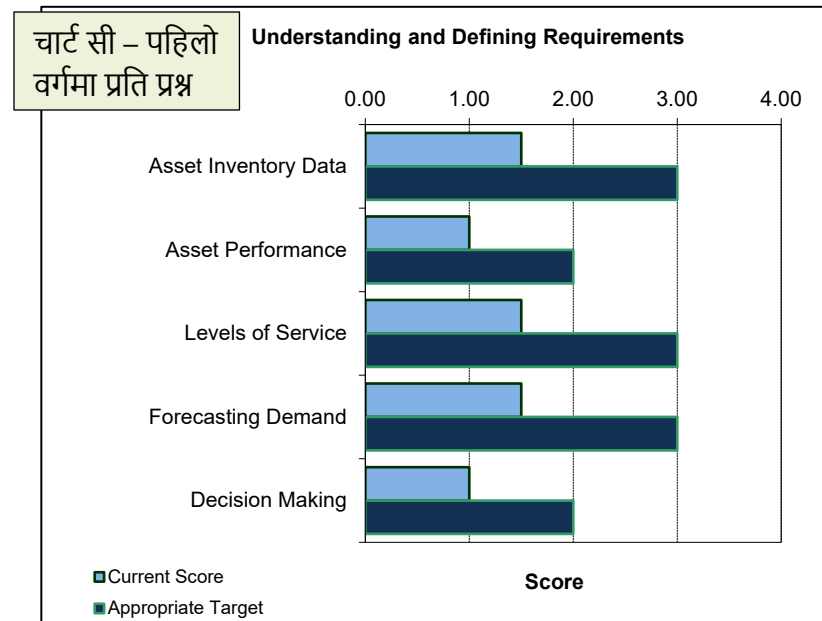 चार्ट सी – पहिलो
वर्गमा प्रति प्रश्न
Understanding and Defining Requirements
0.00 1.00 2.00 3.00 4.00
Asset Inventory Data
Asset Performance
Levels of Service
Forecasting Demand
Decision Making
Current Score
Appropriate Target
Score